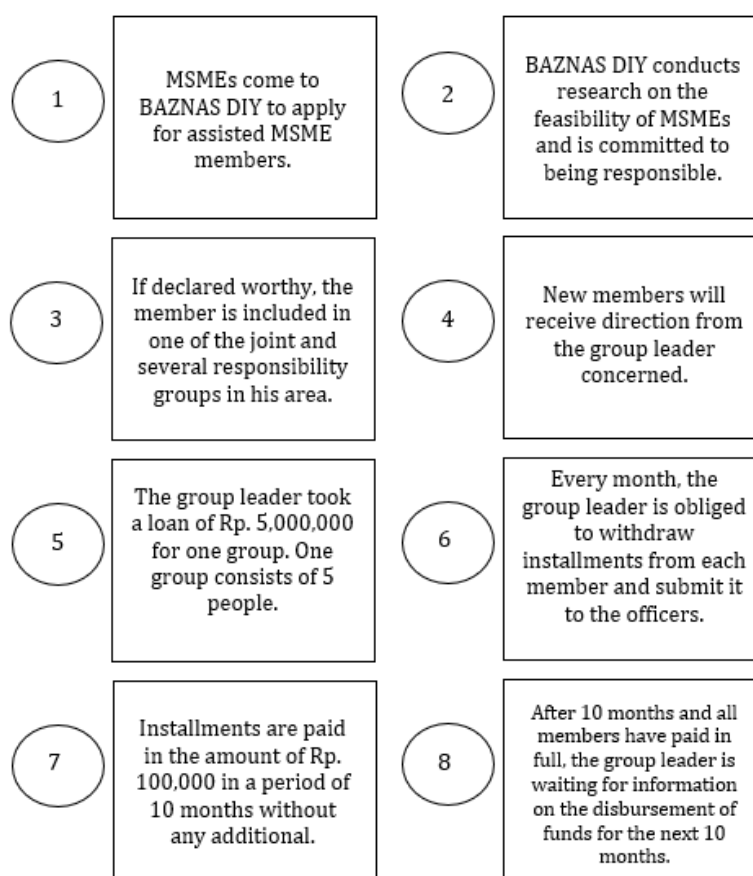 1
MSMEs come to
BAZNAS DIY to apply
for assisted MSME
members.
2
BAZNAS DIY conducts
research on the
feasibility of MSMEs
and is committed to
being responsible.
3
If declared worthy, the
member is included in
one of the joint and
several responsibility
groups in his area.
4
New members will
receive direction from
the group leader
concerned.
5
The group leader took
a loan of Rp. 5,000,000
for one group. One
group consists of 5
people.
6
Every month, the
group leader is obliged
to withdraw
installments from each
member and submit it
to the officers.
7
Installments are paid
in the amount of Rp.
100,000 in a period of
10 months without
any additional.
8
After 10 months and all
members have paid in
full, the group leader is
waiting for information
on the disbursement of
funds for the next 10
months.